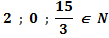 2 ; 0 ; 15/3 ∈ N